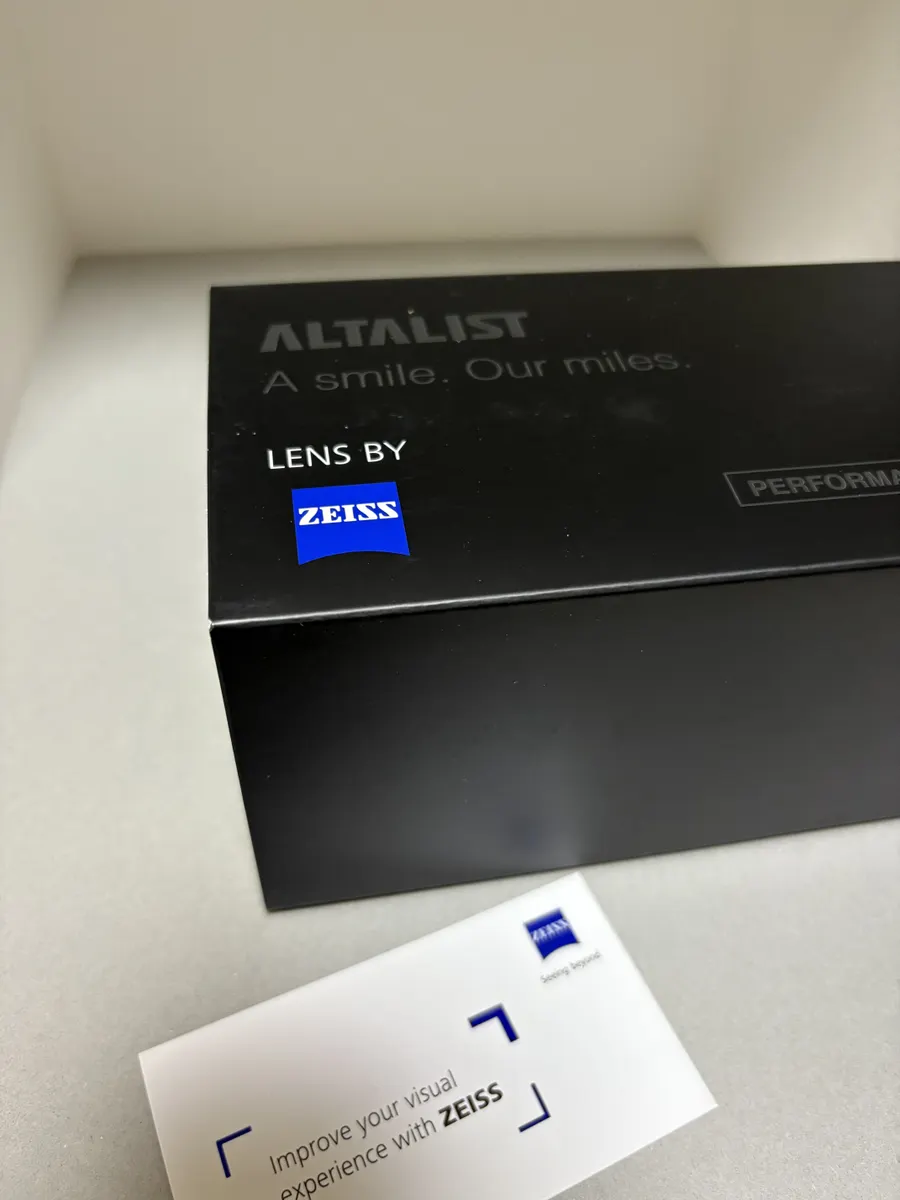 ALTALIST
A smile. Our miles.
LENS BY
ZEISS
PERFORMA
ZEISS
Seeing beyond
Improve your visual
experience with ZEISS